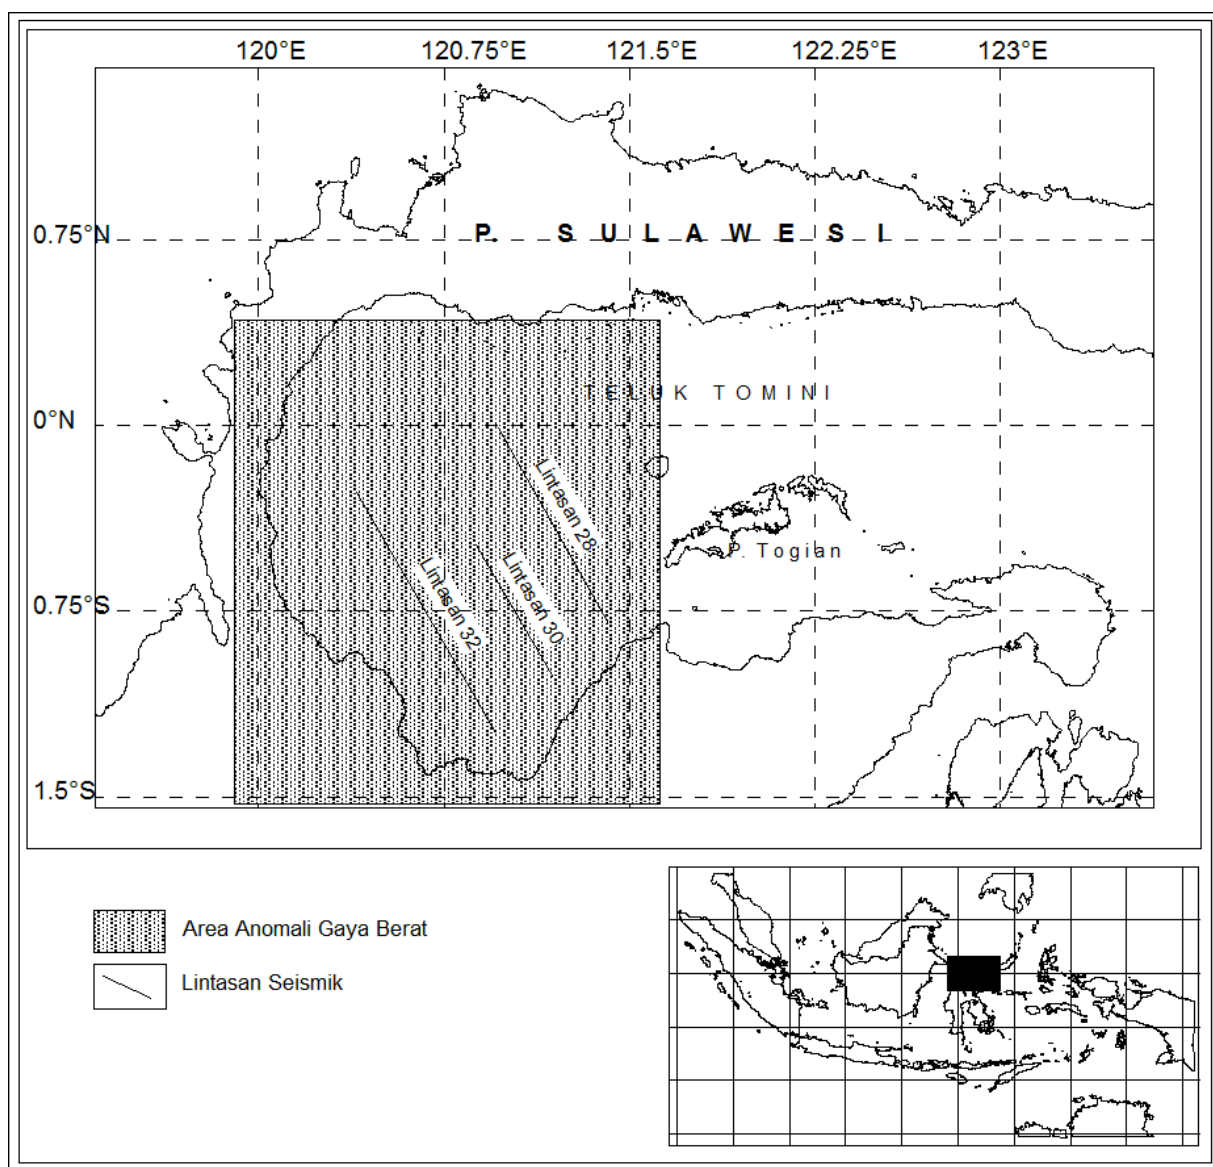 120°E 120.75°E 121.5°E 122.25°E 123°E
0.75°N
P. SULAWESI
TELUK TOMINI
0°N
Lintasan 28
P. Togian
Lintasan 30
Lintasan 32
0.75°S
1.5°S
Area Anomali Gaya Berat
Lintasan Seismik